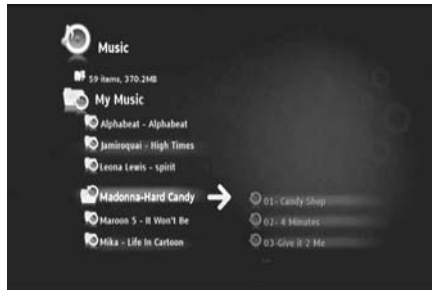 Music
59 items, 370.2MB
My Music
Alphabeat - Alphabeat
Jamiroquai - High Times
Leona Lewis - spirit
Madonna-Hard Candy
Maroon 5 - It Won't Be
Mika - Life In Cartoon
01- Candy Shop
02- 4 Minutes
03-Give it 2 Me